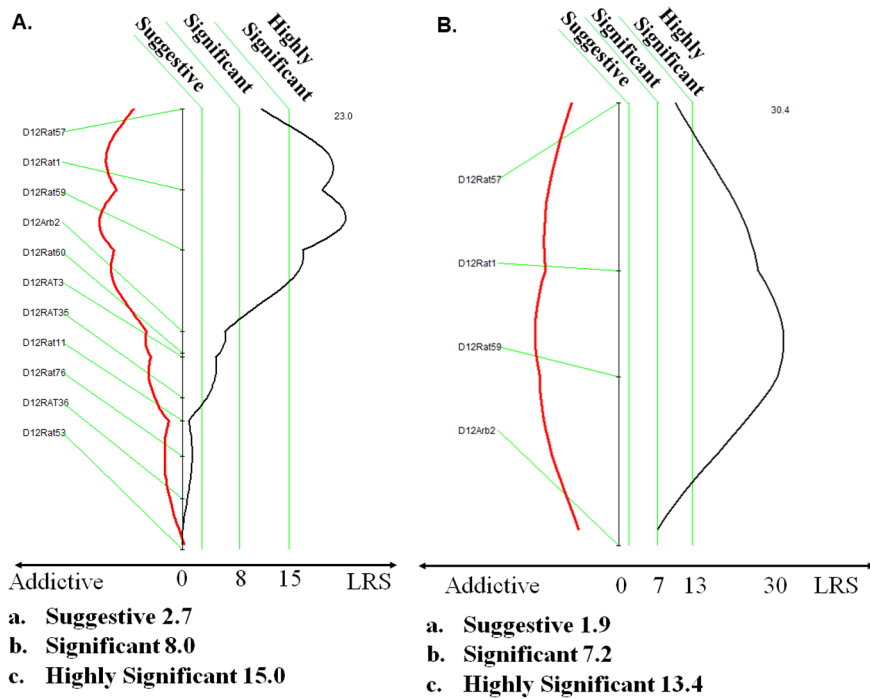 A.
Suggestive
Significant
Highly
Significant
23.0
D12Rat57
D12Rat1
D12Rat59
D12Arb2
D12Rat60
D12RAT3
D12RAT35
D12Rat11
D12Rat76
D12RAT36
D12Rat53
Addictive 0 8 15 LRS
a. Suggestive 2.7
b. Significant 8.0
c. Highly Significant 15.0
B.
Suggestive
Significant
Highly
Significant
30.4
D12Rat57
D12Rat1
D12Rat59
D12Arb2
Addictive 0 7 13 30 LRS
a. Suggestive 1.9
b. Significant 7.2
c. Highly Significant 13.4